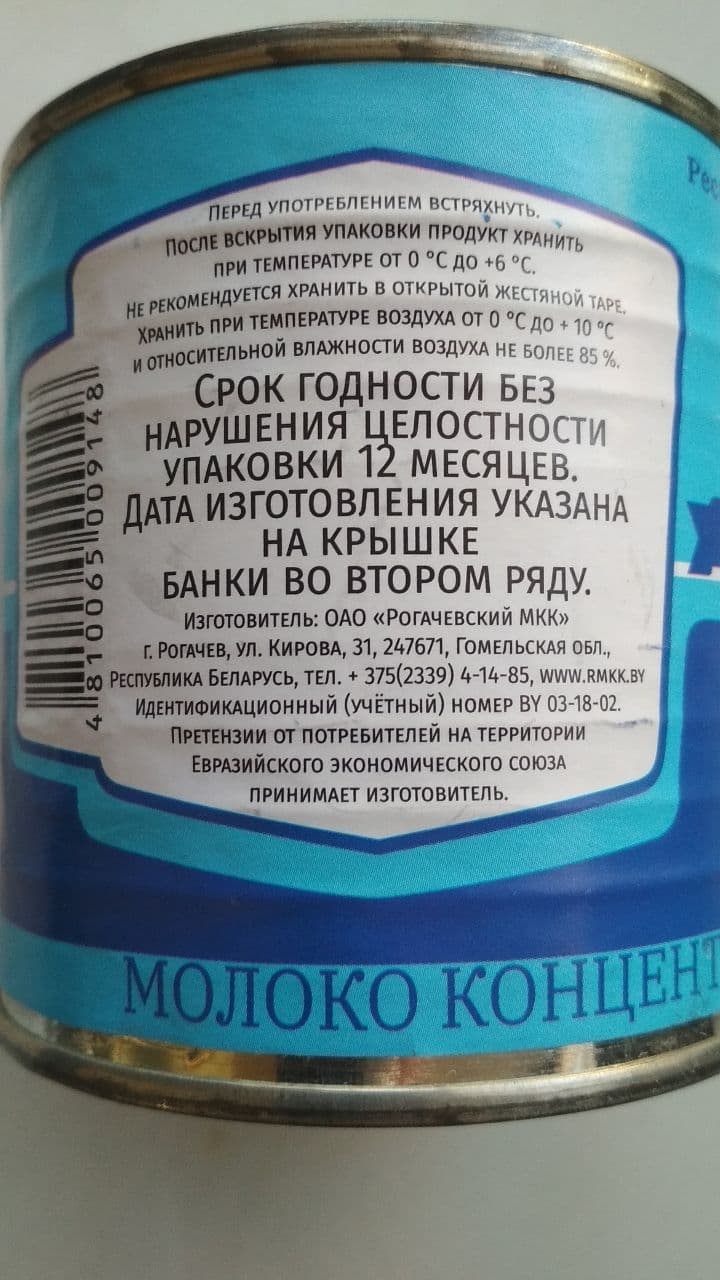 Рес
ПЕРЕД УПОТРЕБЛЕНИЕМ ВСТРЯХНУТЬ.
ПОСЛЕ ВСКРЫТИЯ УПАКОВКИ ПРОДУКТ ХРАНИТЬ
ПРИ ТЕМПЕРАТУРЕ ОТ 0 °С ДО +6 °С.
НЕ РЕКОМЕНДУЕТСЯ ХРАНИТЬ В ОТКРЫТОЙ ЖЕСТЯНОЙ ТАРЕ.
ХРАНИТЬ ПРИ ТЕМПЕРАТУРЕ ВОЗДУХА ОТ 0 °С ДО + 10 °С
И ОТНОСИТЕЛЬНОЙ ВЛАЖНОСТИ ВОЗДУХА НЕ БОЛЕЕ 85 %.
СРОК ГОДНОСТИ БЕЗ
НАРУШЕНИЯ ЦЕЛОСТНОСТИ
УПАКОВКИ 12 МЕСЯЦЕВ.
ДАТА ИЗГОТОВЛЕНИЯ УКАЗАНА
НА КРЫШКЕ
БАНКИ ВО ВТОРОМ РЯДУ.
ИЗГОТОВИТЕЛЬ: ОАО «РОГАЧЕВСКИЙ МКК»
Г. РОГАЧЕВ, УЛ. КИРОВА, 31, 247671, ГОМЕЛЬСКАЯ ОБЛ.,
РЕСПУБЛИКА БЕЛАРУСЬ, ТЕЛ. + 375(2339) 4-14-85, WWW.RMKK.BY
ИДЕНТИФИКАЦИОННЫЙ (УЧЁТНЫЙ) НОМЕР BY 03-18-02.
ПРЕТЕНЗИИ ОТ ПОТРЕБИТЕЛЕЙ НА ТЕРРИТОРИИ
ЕВРАЗИЙСКОГО ЭКОНОМИЧЕСКОГО СОЮЗА
ПРИНИМАЕТ ИЗГОТОВИТЕЛЬ.
4 810065 009148
МОЛОКО КОНЦЕНТ